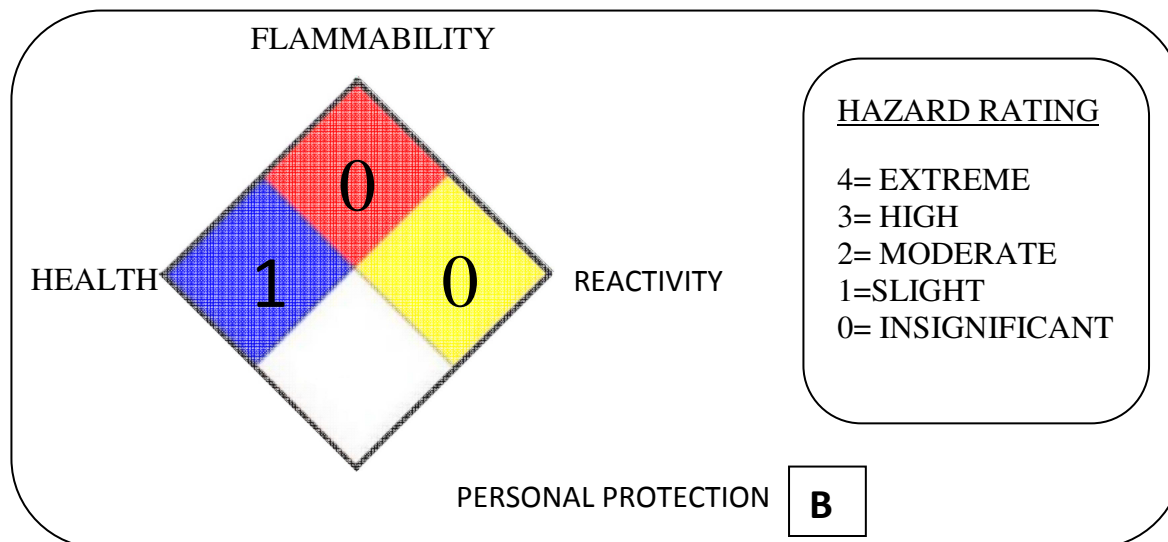 FLAMMABILITY
0
HEALTH
1
0
REACTIVITY
PERSONAL PROTECTION B
HAZARD RATING
4= EXTREME
3= HIGH
2= MODERATE
1=SLIGHT
0= INSIGNIFICANT